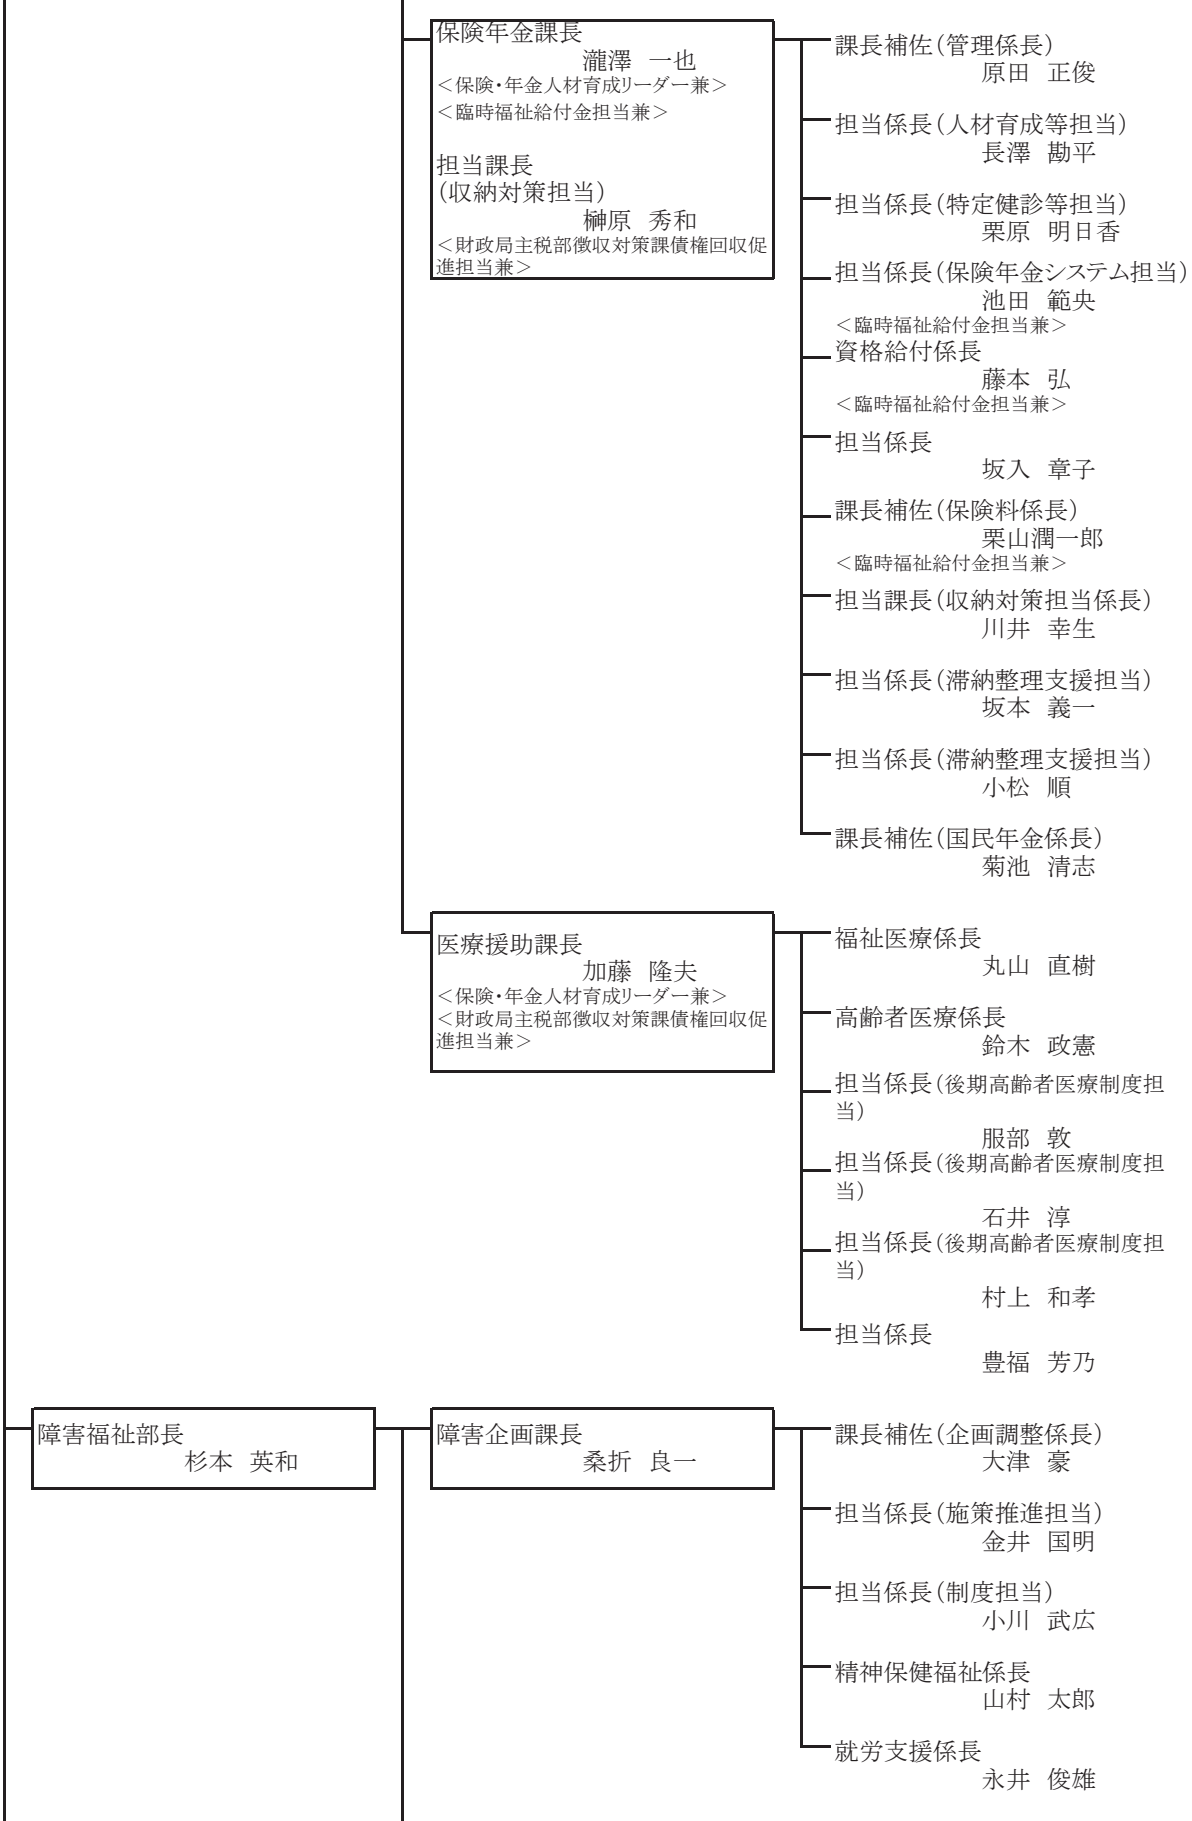 保険年金課長
瀧澤 一也
＜保険・年金人材育成リーダー兼＞
＜臨時福祉給付金担当兼＞
担当課長
(収納対策担当)
榊原 秀和
＜財政局主税部徴収対策課債権回収促
進担当兼＞
課長補佐(管理係長)
原田 正俊
担当係長(人材育成等担当)
長澤 勘平
担当係長(特定健診等担当)
栗原 明日香
担当係長(保険年金システム担当)
池田 範央
＜臨時福祉給付金担当兼＞
資格給付係長
藤本 弘
＜臨時福祉給付金担当兼＞
担当係長
坂入 章子
課長補佐(保険料係長)
栗山潤一郎
＜臨時福祉給付金担当兼＞
担当課長(収納対策担当係長)
川井 幸生
担当係長(滞納整理支援担当)
坂本 義一
担当係長(滞納整理支援担当)
小松 順
課長補佐(国民年金係長)
菊池 清志
医療援助課長
加藤 隆夫
＜保険・年金人材育成リーダー兼＞
＜財政局主税部徴収対策課債権回収促
進担当兼＞
福祉医療係長
丸山 直樹
高齢者医療係長
鈴木 政憲
担当係長(後期高齢者医療制度担
当)
服部 敦
担当係長(後期高齢者医療制度担
当)
石井 淳
担当係長(後期高齢者医療制度担
当)
村上 和孝
担当係長
豊福 芳乃
障害福祉部長
杉本 英和
障害企画課長
桑折 良一
課長補佐(企画調整係長)
大津 豪
担当係長(施策推進担当)
金井 国明
担当係長(制度担当)
小川 武広
精神保健福祉係長
山村 太郎
就労支援係長
永井 俊雄